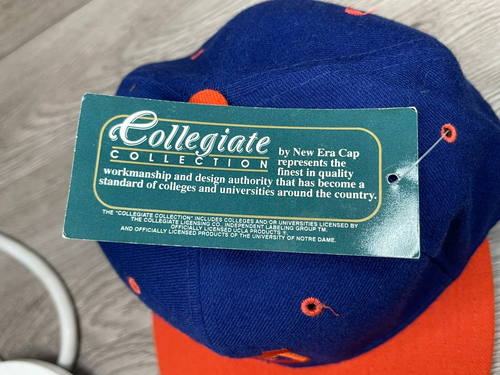 Collegiate
COLLECTION
by New Era Cap
represents the
finest in quality
workmanship and design authority that has become a
standard of colleges and universities around the country.
THE "COLLEGIATE COLLECTION" INCLUDES COLLEGES AND/OR UNIVERSITIES LICENSED BY
THE COLLEGIATE LICENSING CO. INDEPENDENT LABELING GROUP TM.
OFFICIALLY LICENSED UCLA PRODUCTS ®.
AND OFFICIALLY LICENSED PRODUCTS OF THE UNIVERSITY OF NOTRE DAME.